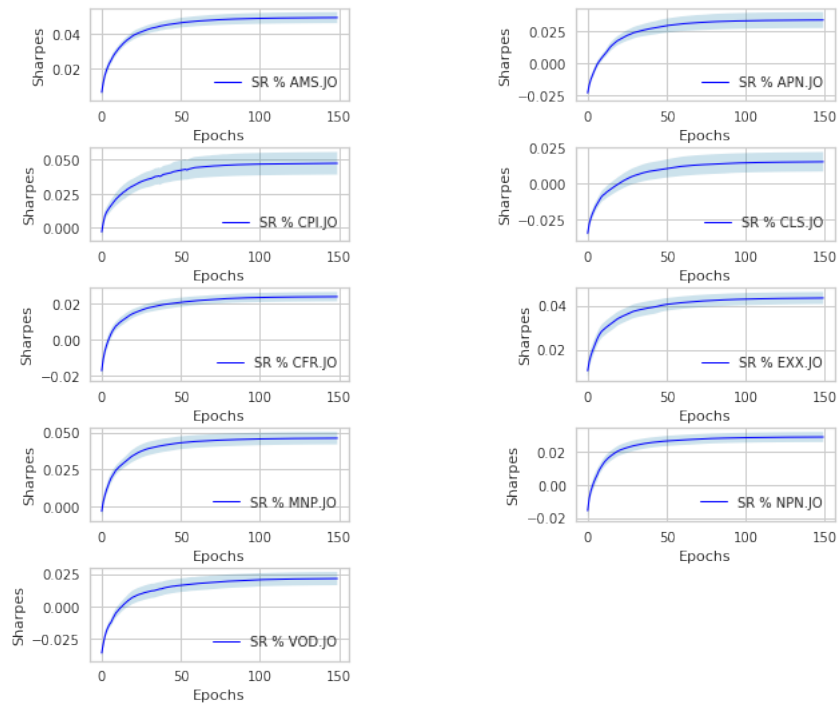 Sharpes
0.04
0.02
SR % AMS.JO
0
50
100
150
Epochs
Sharpes
0.025
0.000
−0.025
SR % APN.JO
0
50
100
150
Epochs
Sharpes
0.050
0.025
0.000
SR % CPI.JO
0
50
100
150
Epochs
Sharpes
0.025
0.000
−0.025
SR % CLS.JO
0
50
100
150
Epochs
Sharpes
0.02
0.00
−0.02
SR % CFR.JO
0
50
100
150
Epochs
Sharpes
0.04
0.02
SR % EXX.JO
0
50
100
150
Epochs
Sharpes
0.050
0.025
0.000
SR % MNP.JO
0
50
100
150
Epochs
Sharpes
0.02
0.00
−0.02
SR % NPN.JO
0
50
100
150
Epochs
Sharpes
0.025
0.000
−0.025
SR % VOD.JO
0
50
100
150
Epochs